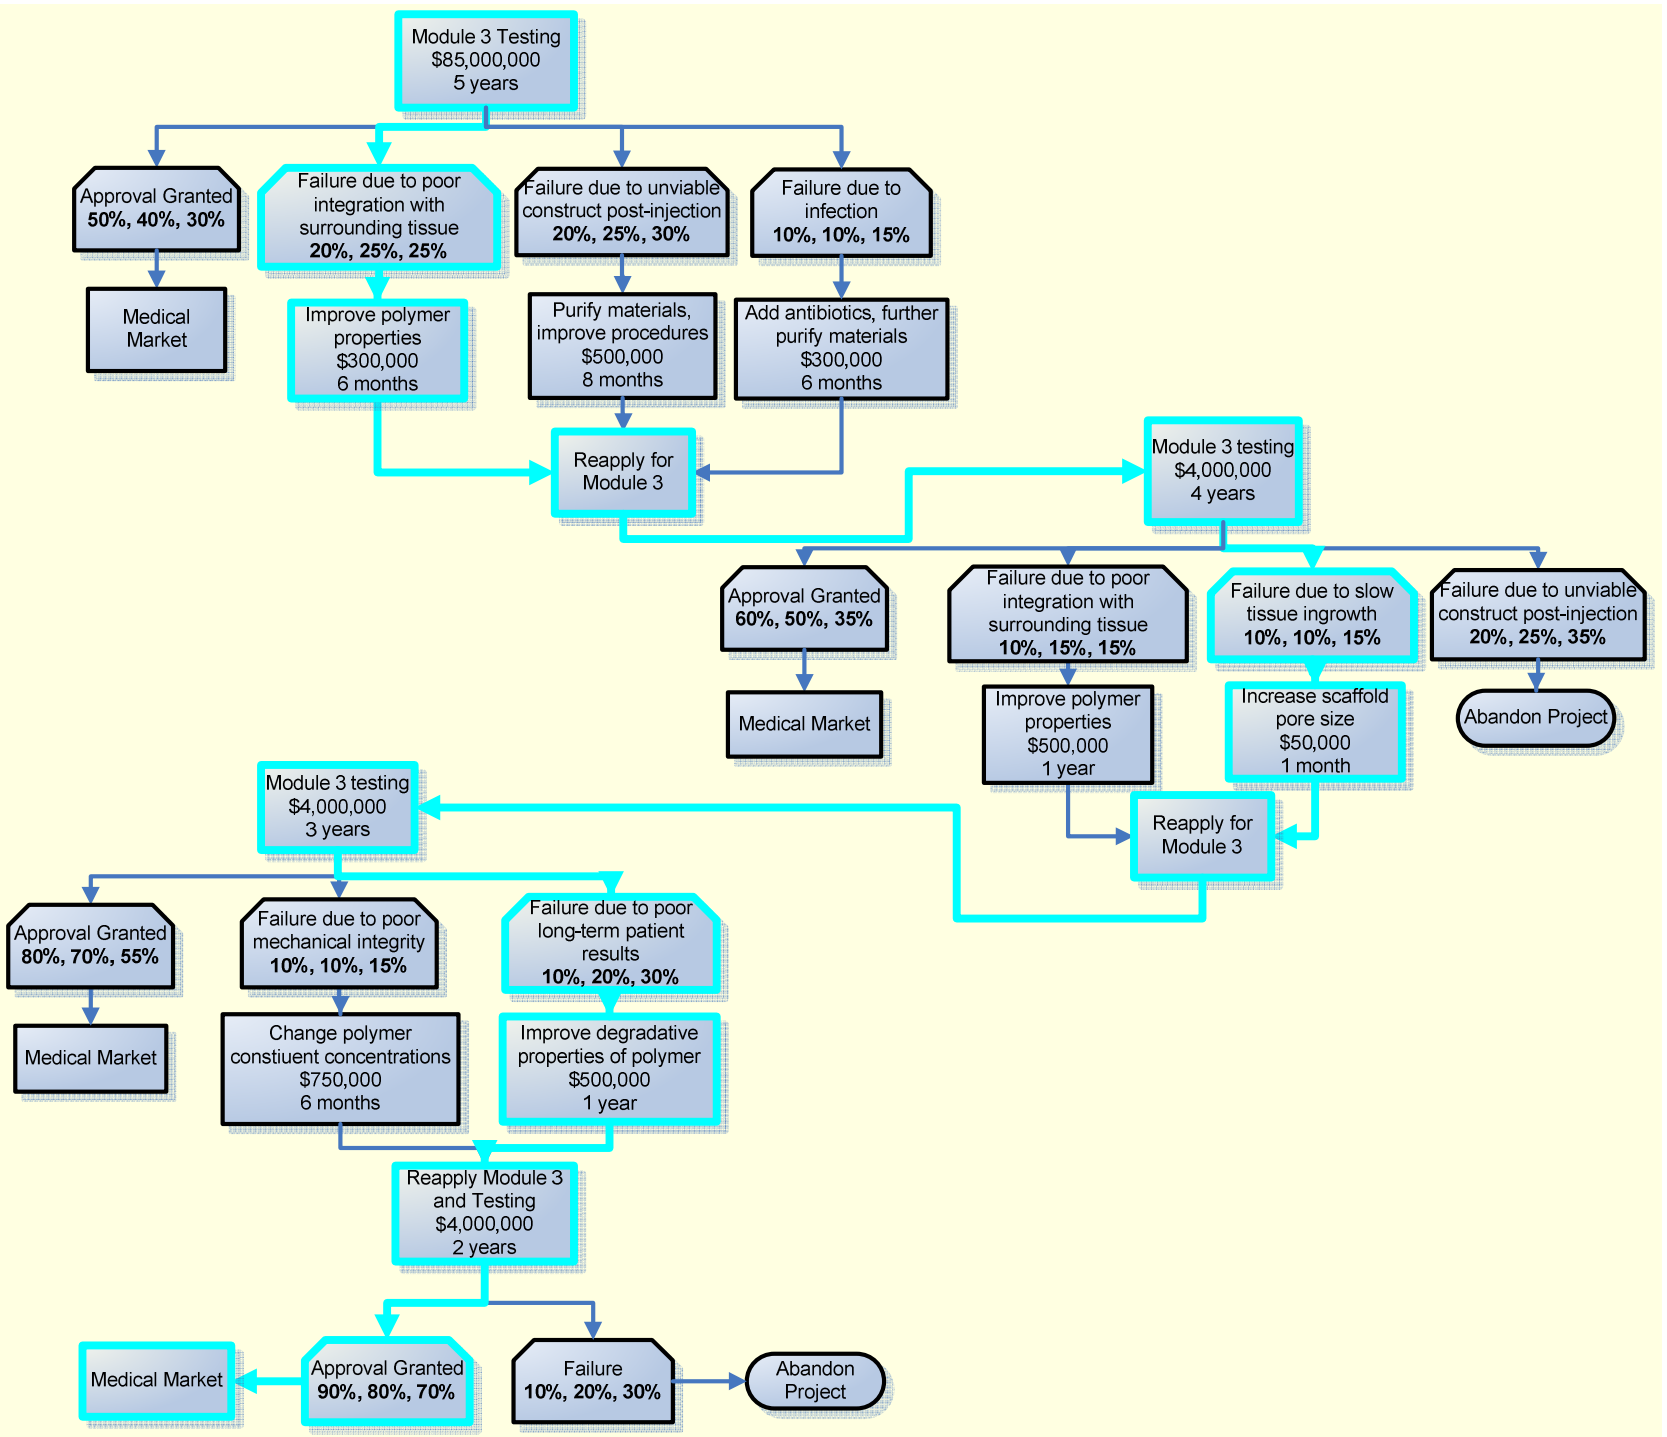 Module 3 Testing
$85,000,000
5 years
Approval Granted
50%, 40%, 30%
Failure due to poor
integration with
surrounding tissue
20%, 25%, 25%
Failure due to unviable
construct post-injection
20%, 25%, 30%
Failure due to
infection
10%, 10%, 15%
Medical
Market
Improve polymer
properties
$300,000
6 months
Purify materials,
improve procedures
$500,000
8 months
Add antibiotics, further
purify materials
$300,000
6 months
Reapply for
Module 3
Module 3 testing
$4,000,000
4 years
Approval Granted
60%, 50%, 35%
Failure due to poor
integration with
surrounding tissue
10%, 15%, 15%
Failure due to slow
tissue ingrowth
10%, 10%, 15%
Failure due to unviable
construct post-injection
20%, 25%, 35%
Medical Market
Improve polymer
properties
$500,000
1 year
Increase scaffold
pore size
$50,000
1 month
Abandon Project
Reapply for
Module 3
Module 3 testing
$4,000,000
3 years
Approval Granted
80%, 70%, 55%
Failure due to poor
mechanical integrity
10%, 10%, 15%
Failure due to poor
long-term patient
results
10%, 20%, 30%
Medical Market
Change polymer
constiuent concentrations
$750,000
6 months
Improve degradative
properties of polymer
$500,000
1 year
Reapply Module 3
and Testing
$4,000,000
2 years
Medical Market
Approval Granted
90%, 80%, 70%
Failure
10%, 20%, 30%
Abandon
Project